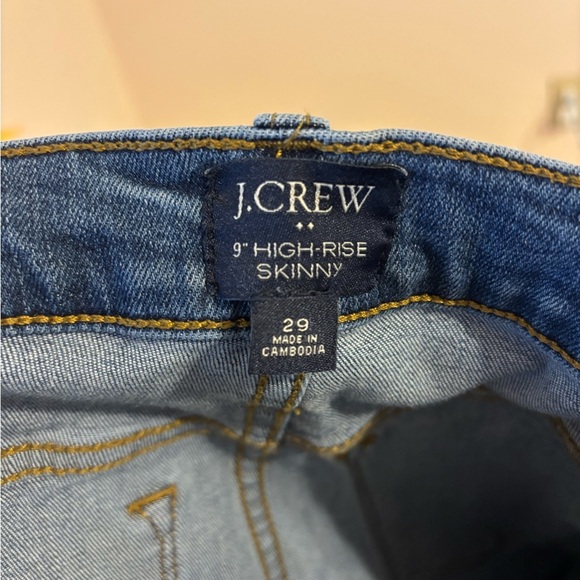 J.CREW
9" HIGH-RISE
SKINNY
29
MADE IN
CAMBODIA